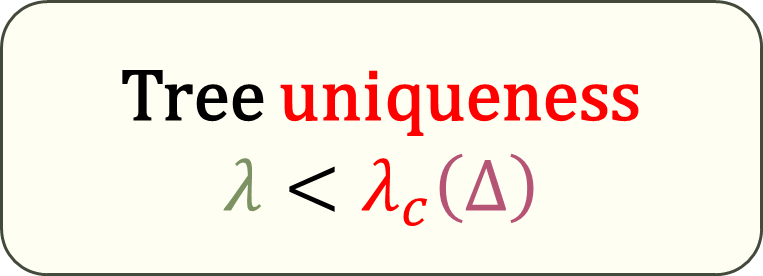 Tree uniqueness
λ < λ_c(Δ)